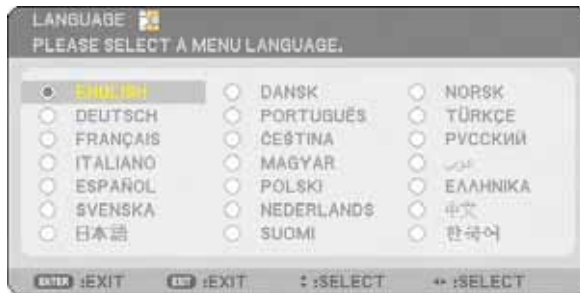 LANGUAGE
PLEASE SELECT A MENU LANGUAGE.
ENGLISH DANSK NORSK
DEUTSCH PORTUGUÊS TÜRKÇE
FRANÇAIS ČEŠTINA РУССКИЙ
ITALIANO MAGYAR عربي
ESPAÑOL POLSKI ΕΛΛΗΝΙΚΑ
SVENSKA NEDERLANDS 中文
日本語 SUOMI 한국어
ENTER :EXIT EXIT :EXIT :SELECT :SELECT